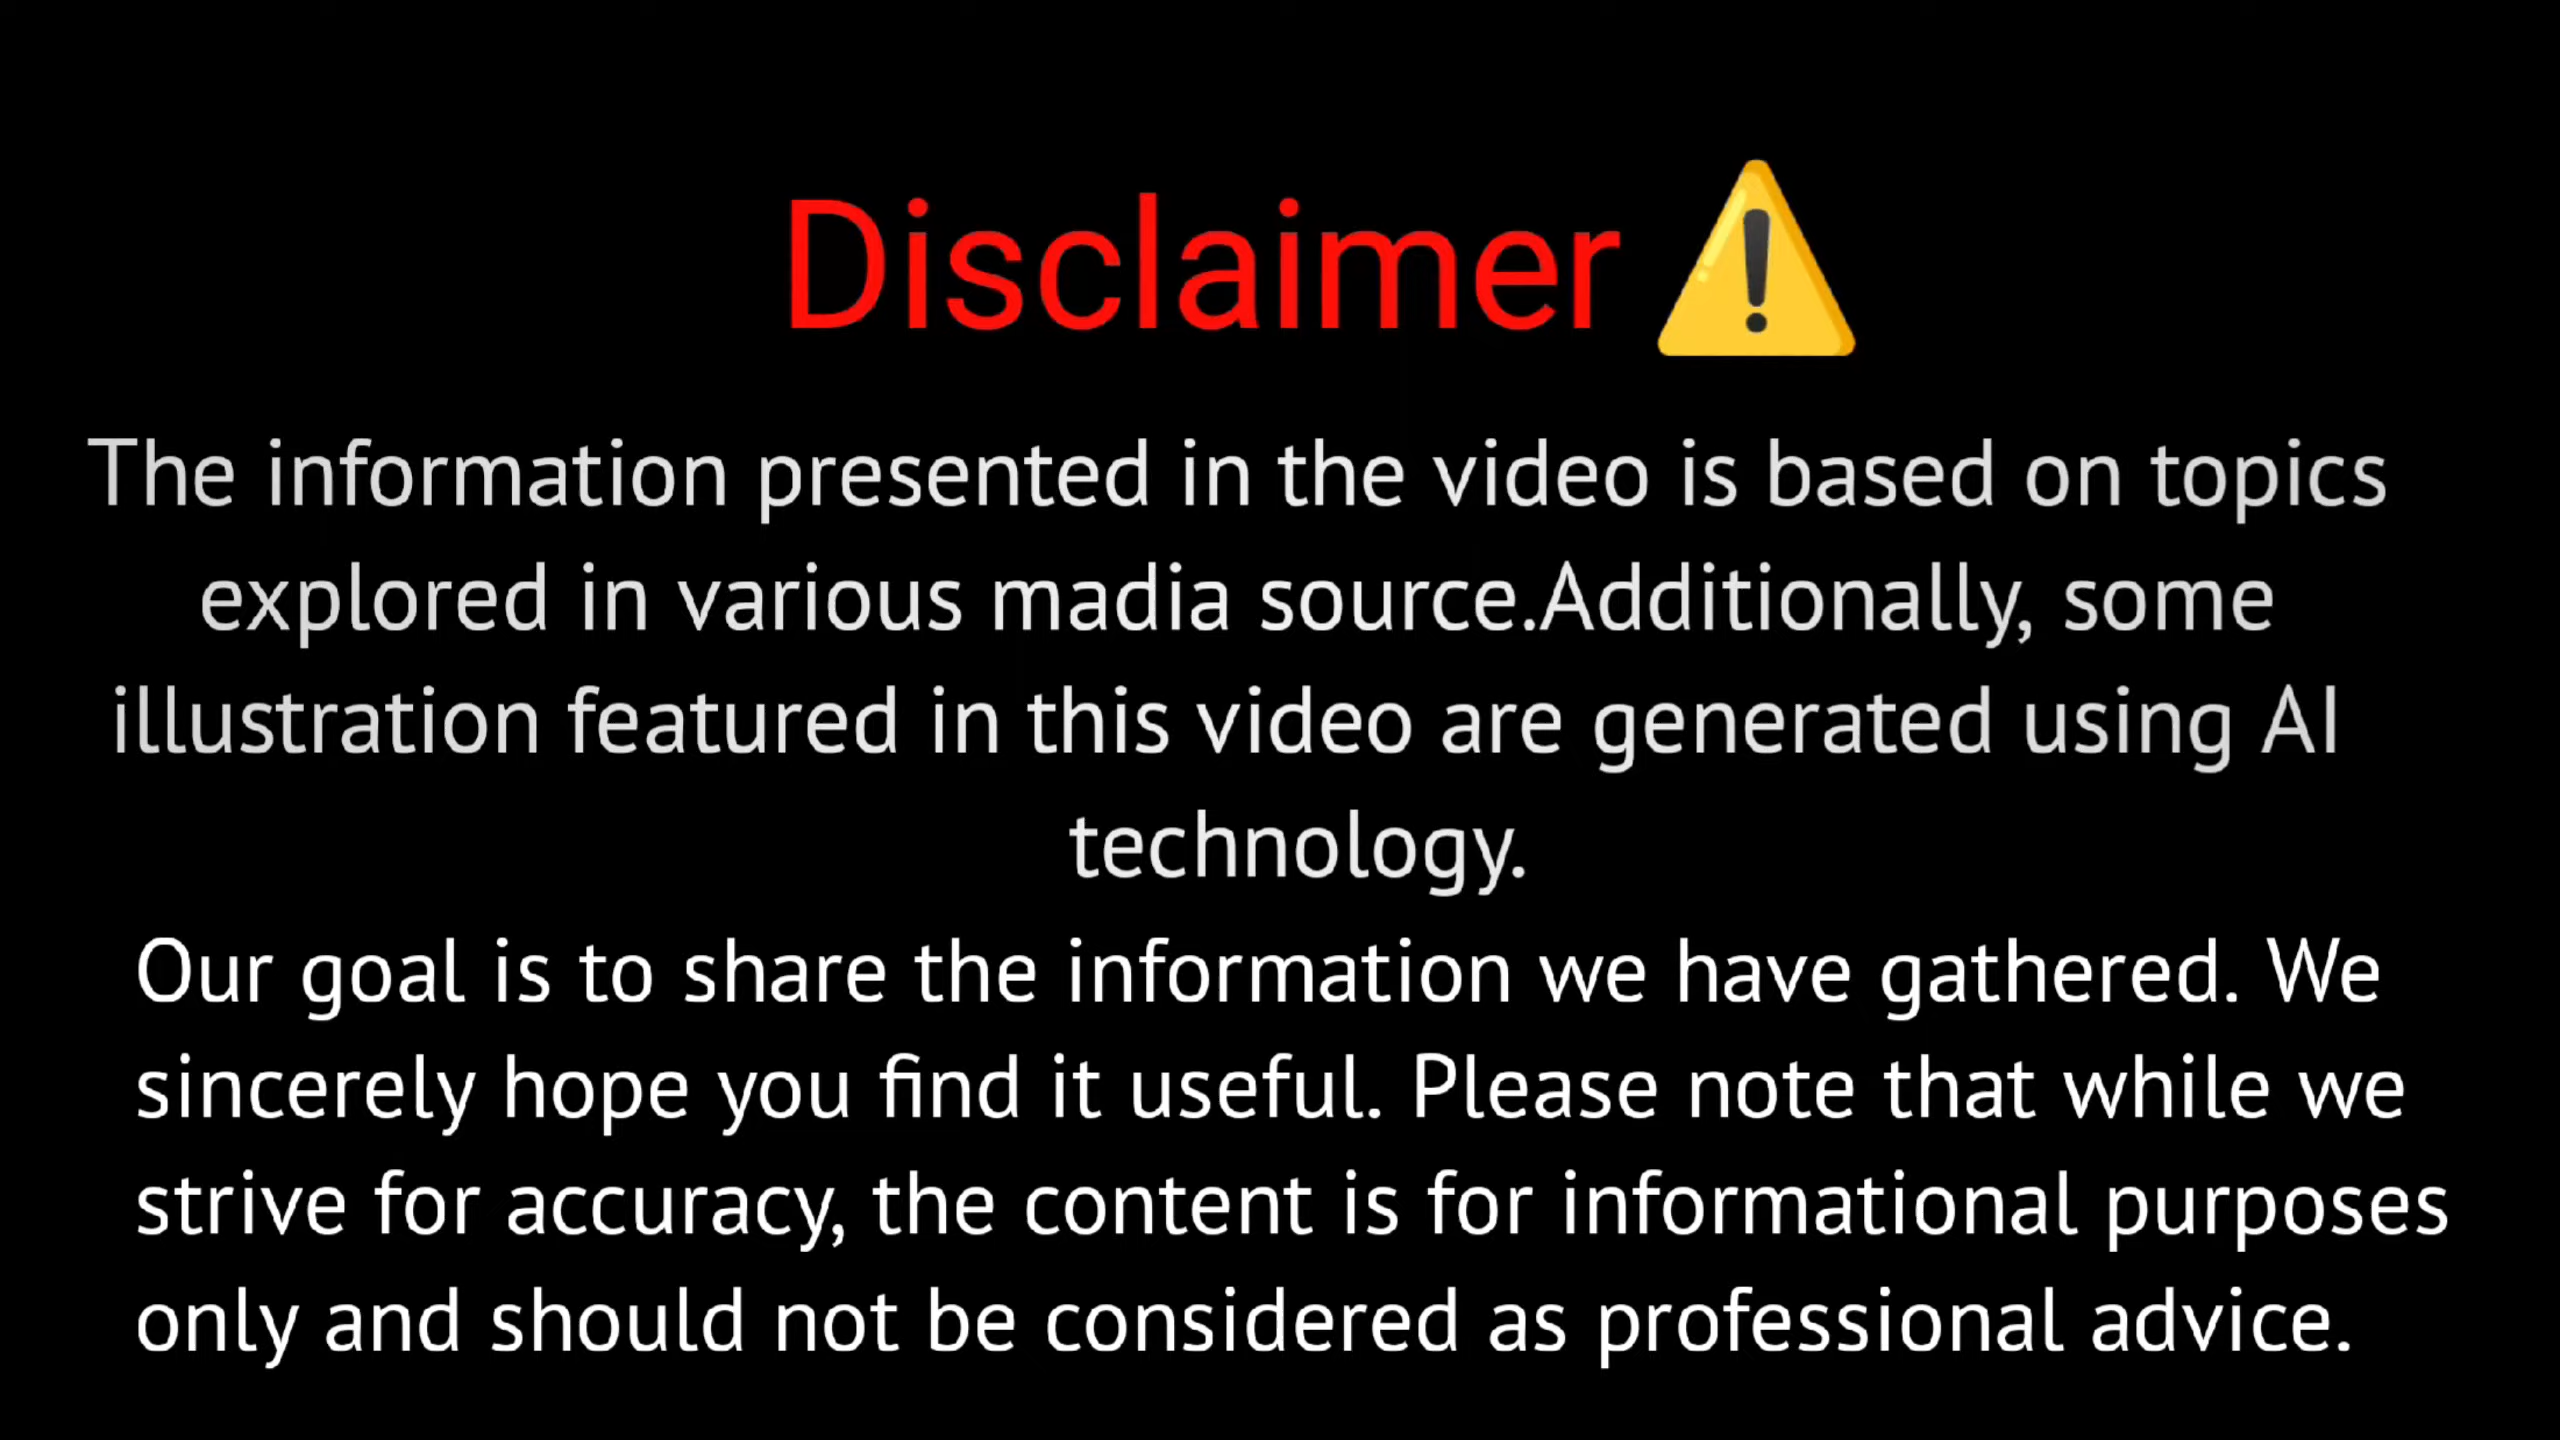 Disclaimer ⚠️
The information presented in the video is based on topics
explored in various madia source.Additionally, some
illustration featured in this video are generated using AI
technology.
Our goal is to share the information we have gathered. We
sincerely hope you find it useful. Please note that while we
strive for accuracy, the content is for informational purposes
only and should not be considered as professional advice.